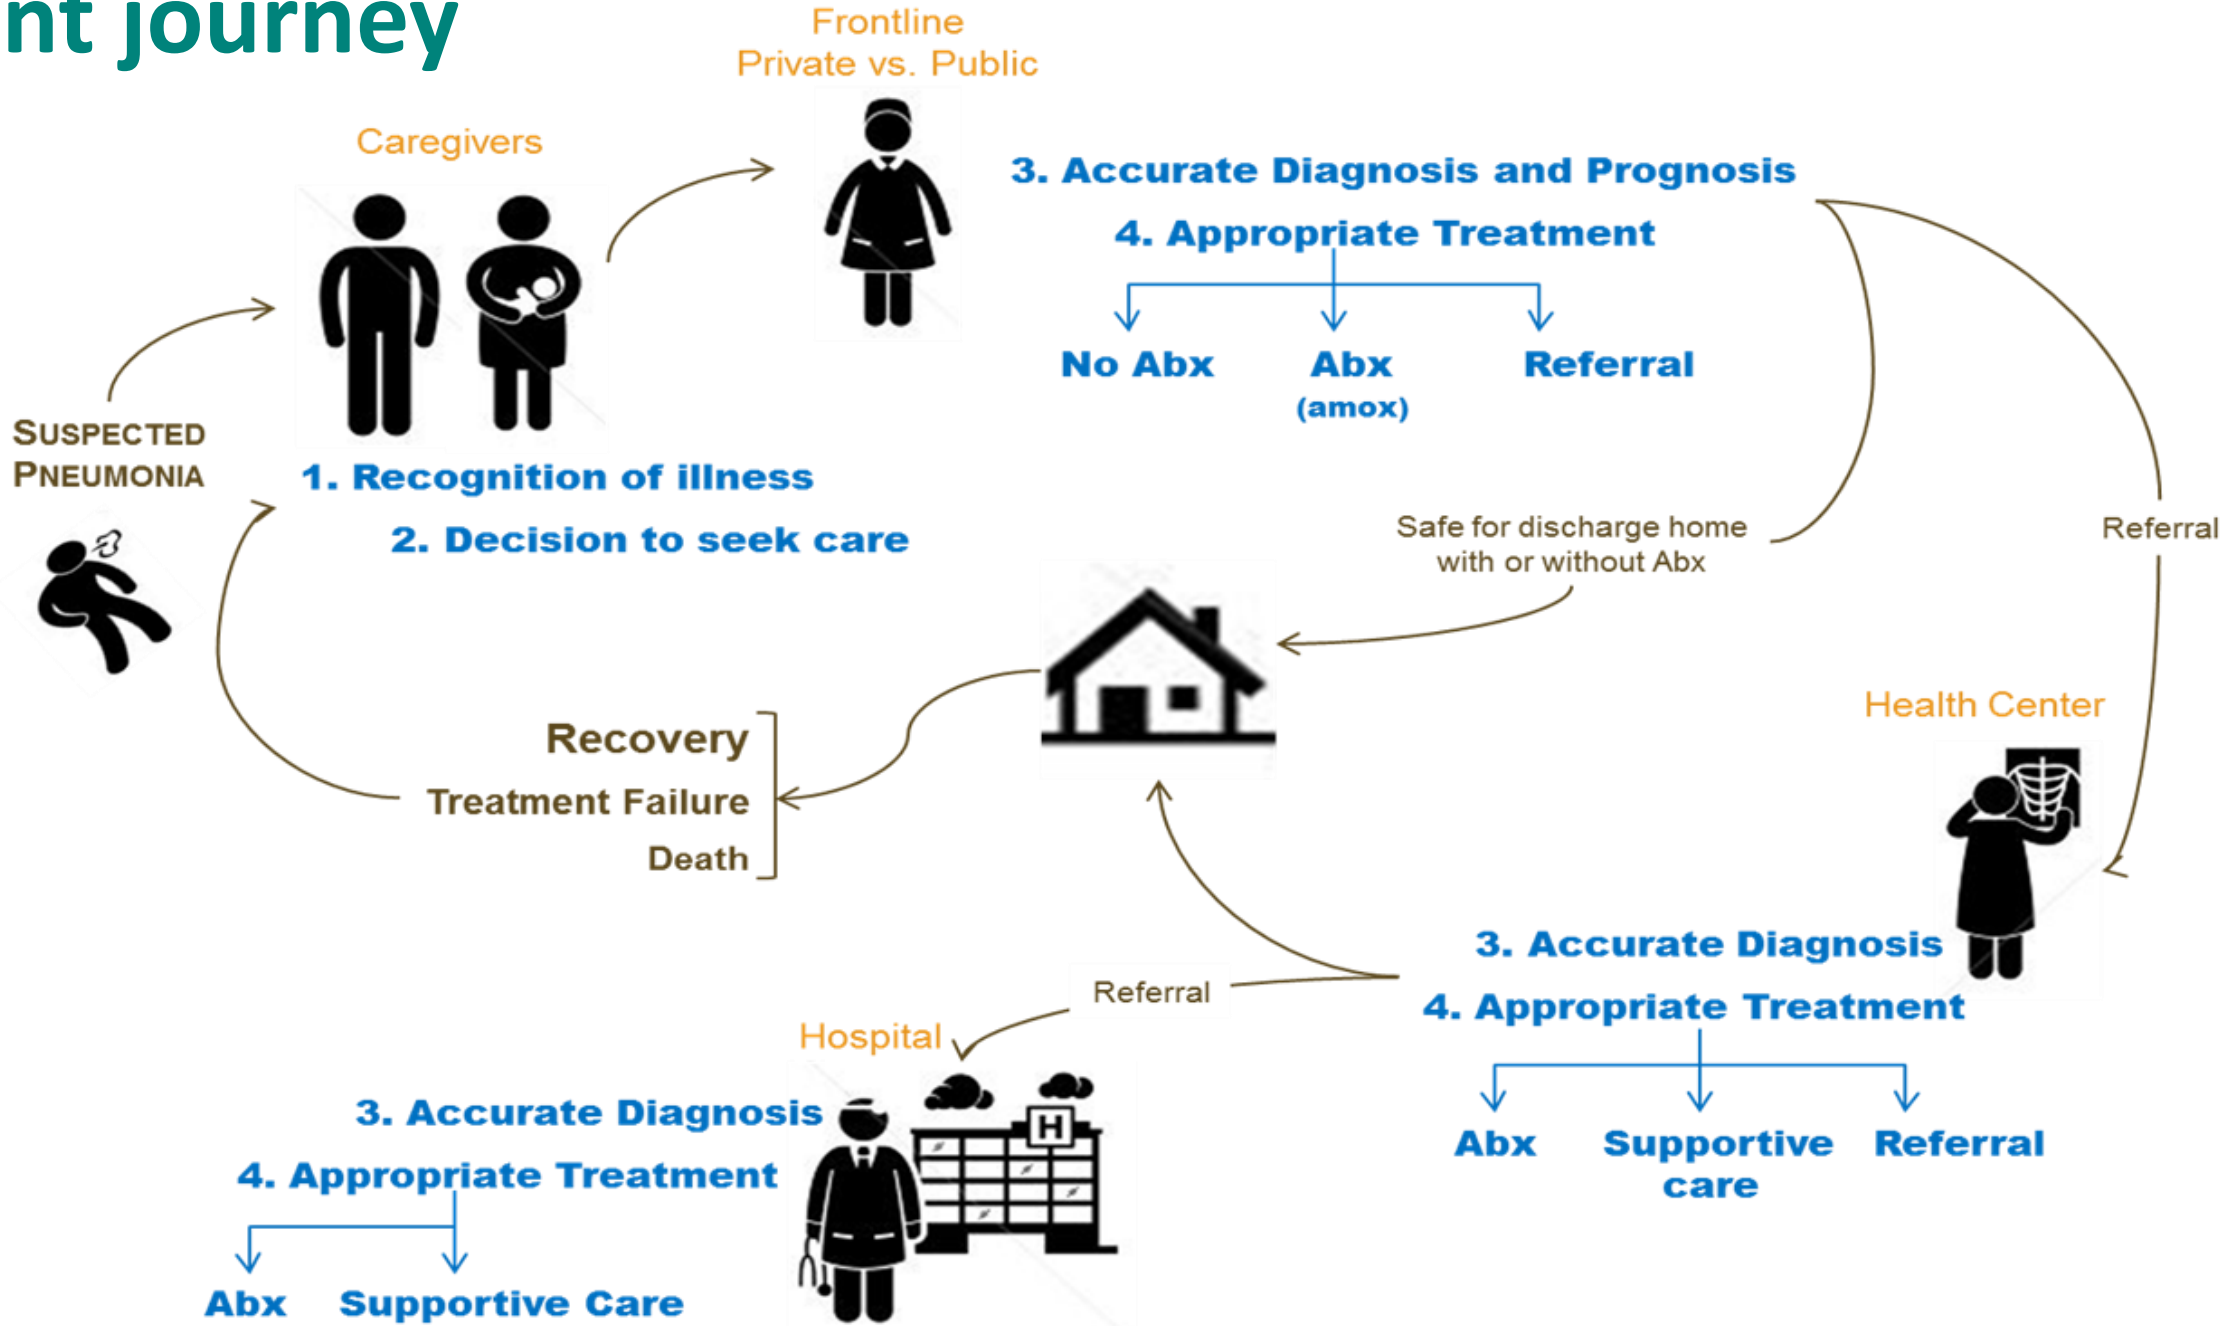 nt journey
Frontline
Private vs. Public
Caregivers
3. Accurate Diagnosis and Prognosis
4. Appropriate Treatment
No Abx
Abx
(amox)
Referral
SUSPECTED
PNEUMONIA
1. Recognition of illness
2. Decision to seek care
Safe for discharge home
with or without Abx
Referral
Recovery
Treatment Failure
Death
Health Center
3. Accurate Diagnosis
4. Appropriate Treatment
Abx
Supportive
care
Referral
Referral
Hospital
H
3. Accurate Diagnosis
4. Appropriate Treatment
Abx
Supportive Care